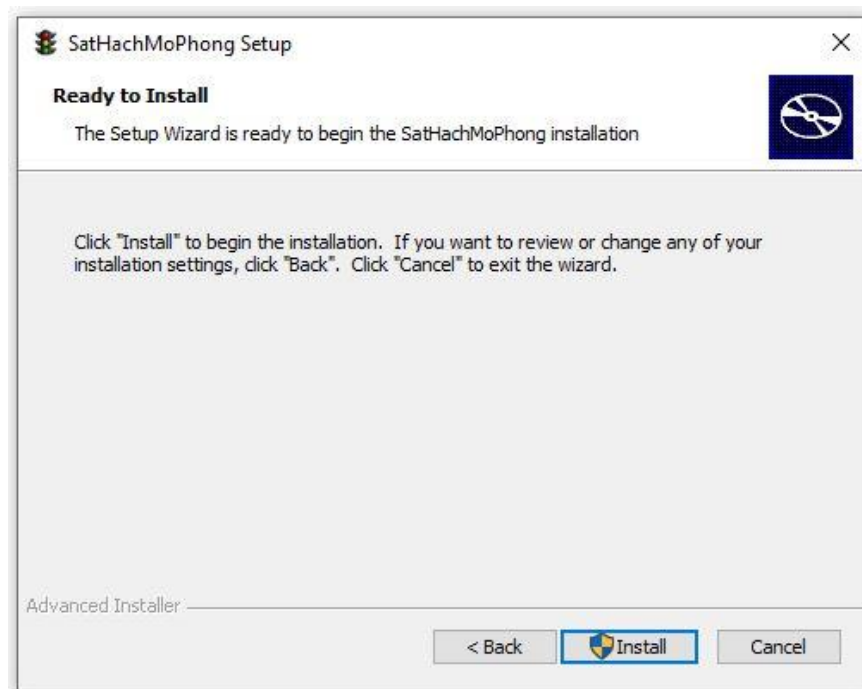 SatHachMoPhong Setup
Ready to Install
The Setup Wizard is ready to begin the SatHachMoPhong installation
Click "Install" to begin the installation. If you want to review or change any of your
installation settings, click "Back". Click "Cancel" to exit the wizard.
Advanced Installer
< Back
Install
Cancel